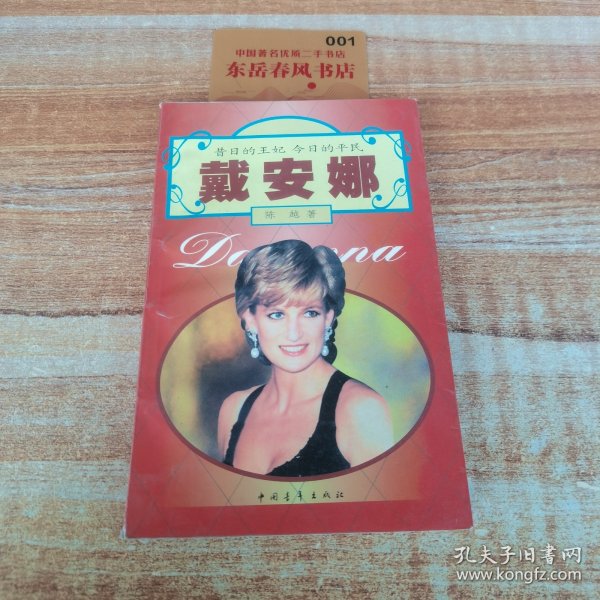 001
中国著名优质二手书店
东岳春风书店
昔日的王妃 今日的平民
戴安娜
陈越著
中国青年出版社
孔夫子旧书网
www.kongfz.com